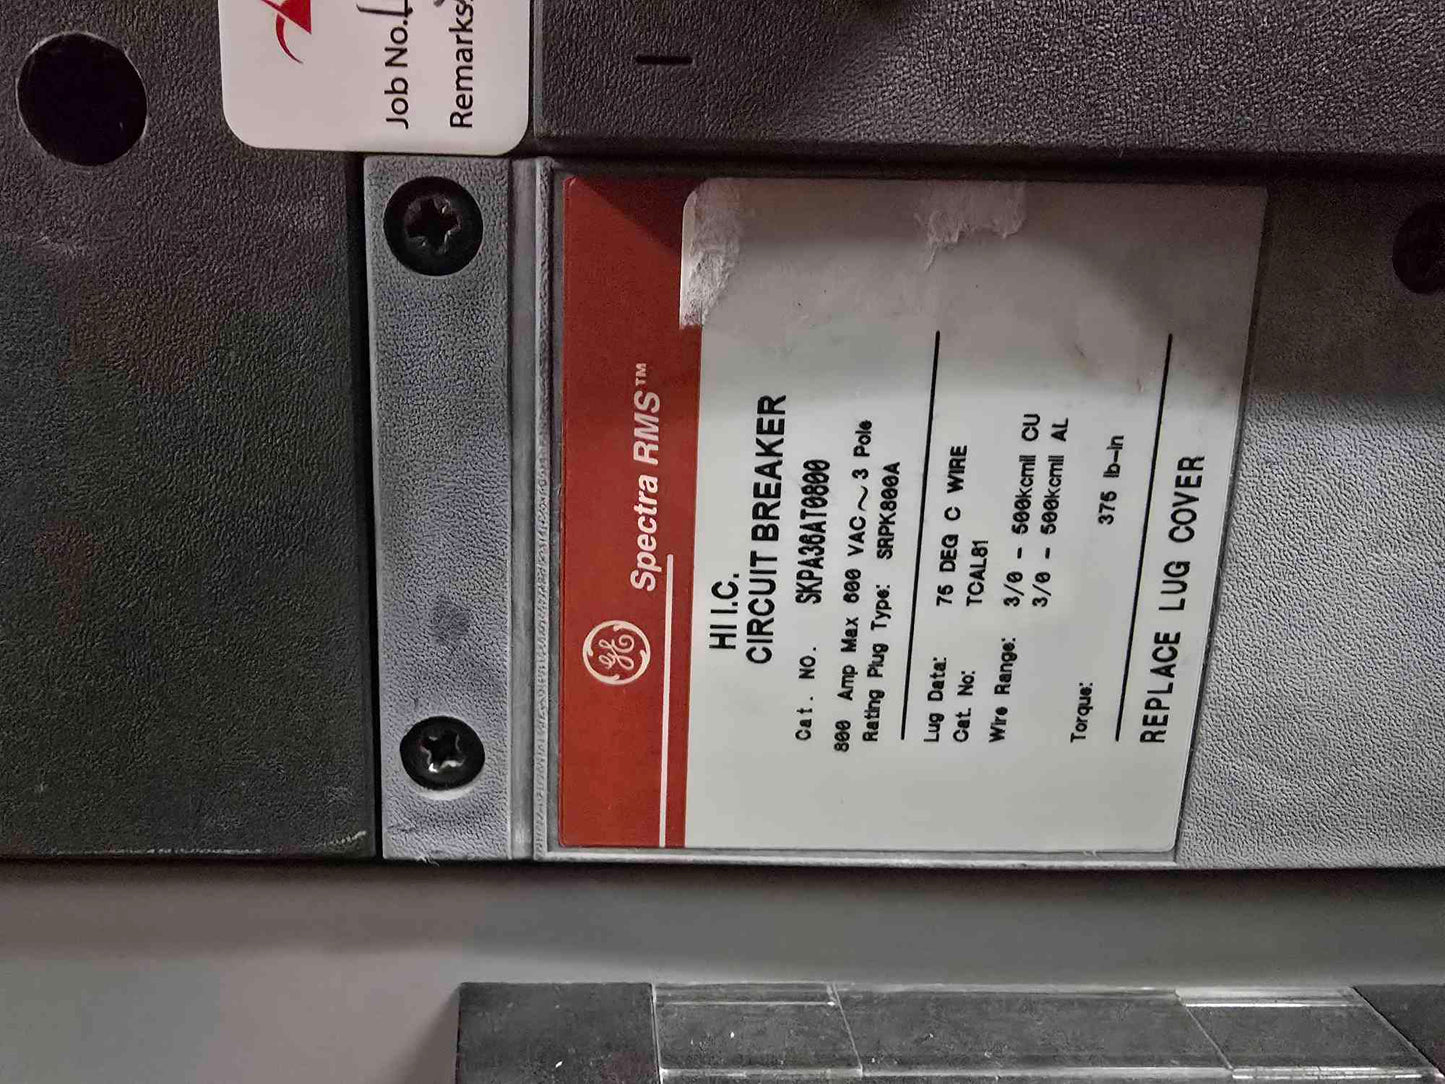 Job No.
Remarks:
GE Spectra RMS™
HI I.C.
CIRCUIT BREAKER
Cat. NO. SKPA36AT0800
800 Amp Max 600 VAC ~ 3 Pole
Rating Plug Type: SRPK800A
Lug Data: 75 DEG C WIRE
Cat. No: TCAL81
Wire Range: 3/0 - 500kcmil CU
3/0 - 500kcmil AL
Torque: 375 lb-in
REPLACE LUG COVER